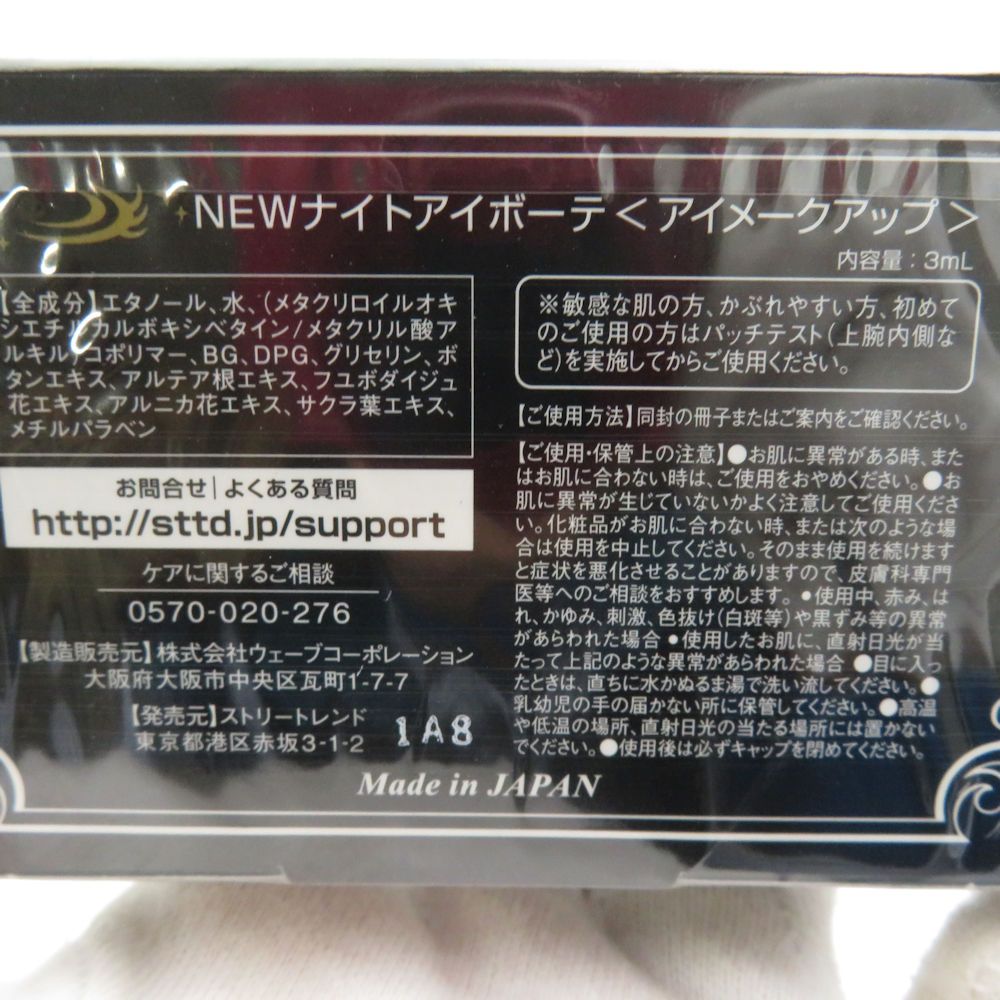 NEWナイトアイボーテ＜アイメークアップ＞
内容量：3mL
【全成分】エタノール、水、（メタクリロイルオキ
シエチルカルボキシベタイン/メタクリル酸ア
ルキル）コポリマー、BG、DPG、グリセリン、ボ
タンエキス、アルテア根エキス、フユボダイジュ
花エキス、アルニカ花エキス、サクラ葉エキス、
メチルパラベン
お問合せ｜よくある質問
http://sttd.jp/support
ケアに関するご相談
0570-020-276
【製造販売元】株式会社ウェーブコーポレーション
大阪府大阪市中央区瓦町1-7-7
【発売元】ストリートレンド
東京都港区赤坂3-1-2
1A8
※敏感な肌の方、かぶれやすい方、初めて
のご使用の方はパッチテスト（上腕内側な
ど）を実施してからご使用ください。
【ご使用方法】同封の冊子またはご案内をご確認ください。
【ご使用・保管上の注意】●お肌に異常がある時、また
はお肌に合わない時は、ご使用をおやめください。●お
肌に異常が生じていないかよく注意してご使用くださ
い。化粧品がお肌に合わない時、または次のような場
合は使用を中止してください。そのまま使用を続けます
と症状を悪化させることがありますので、皮膚科専門
医等へのご相談をおすすめします。•使用中、赤み、は
れ、かゆみ、刺激、色抜け（白斑等）や黒ずみ等の異常
があらわれた場合 •使用したお肌に、直射日光が当
たって上記のような異常があらわれた場合 ●目に入っ
たときは、直ちに水かぬるま湯で洗い流してください。●
乳幼児の手の届かない所に保管してください。●高温
や低温の場所、直射日光の当たる場所には置かない
でください。●使用後は必ずキャップを閉めてください。
Made in JAPAN